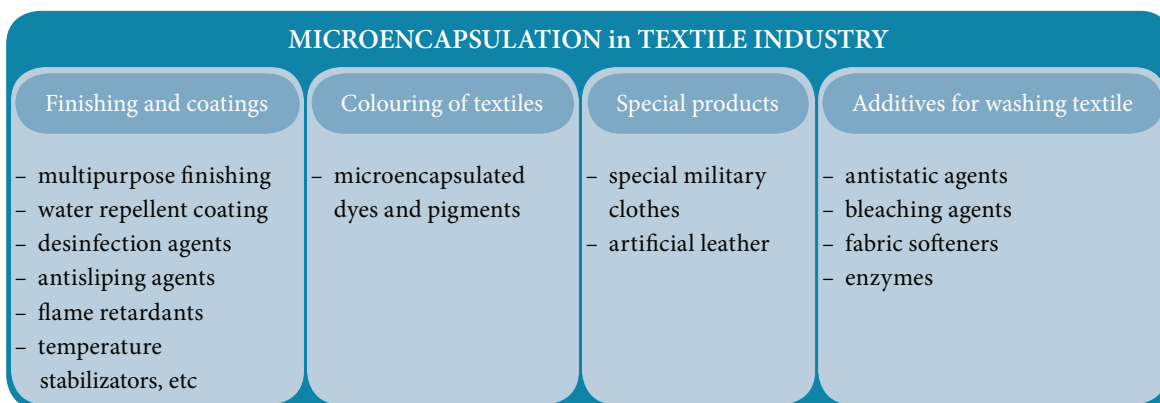 MICROENCAPSULATION in TEXTILE INDUSTRY
Finishing and coatings
– multipurpose finishing
– water repellent coating
– desinfection agents
– antisliping agents
– flame retardants
– temperature
stabilizators, etc
Colouring of textiles
– microencapsulated
dyes and pigments
Special products
– special military
clothes
– artificial leather
Additives for washing textile
– antistatic agents
– bleaching agents
– fabric softeners
– enzymes